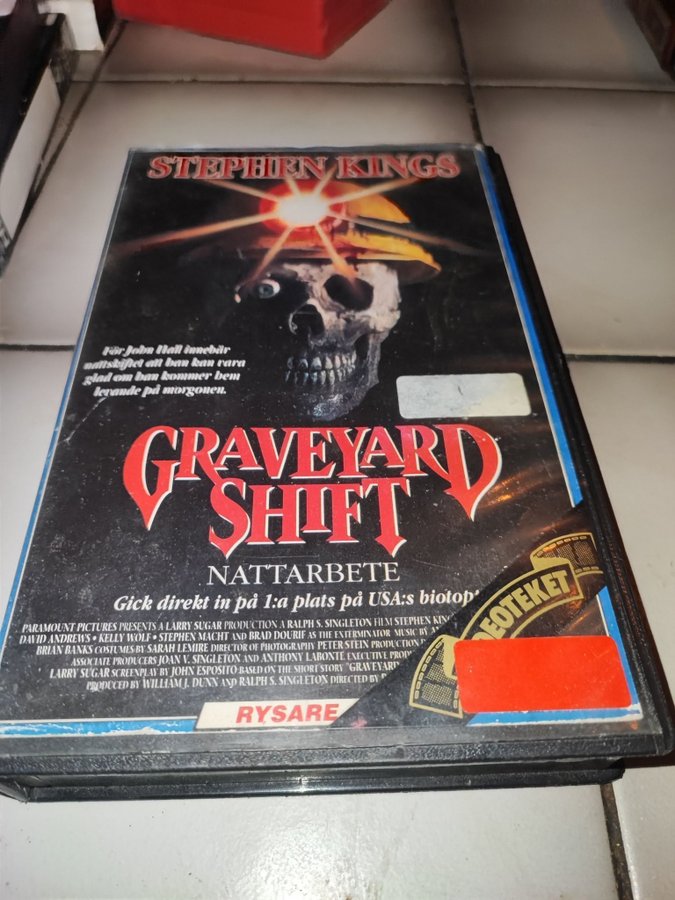 STEPHEN KINGS
För John Hall innebär
nattskiftet att han kan vara
glad om han kommer hem
levande på morgonen.
GRAVEYARD
SHIFT
NATTARBETE
Gick direkt in på 1:a plats på USA:s biotop
PARAMOUNT PICTURES PRESENTS A LARRY SUGAR PRODUCTION A RALPH S. SINGLETON FILM STEPHEN KIN
DAVID ANDREWS • KELLY WOLF • STEPHEN MACHT AND BRAD DOURIF AS THE EXTERMINATOR MUSIC BY
BRIAN BANKS COSTUMES BY SARAH LEMIRE DIRECTOR OF PHOTOGRAPHY PETER STEIN PRODUCTION
ASSOCIATE PRODUCERS JOAN V. SINGLETON AND ANTHONY LABONTE EXECUTIVE PROD
LARRY SUGAR SCREENPLAY BY JOHN ESPOSITO BASED ON THE SHORT STORY "GRAVEYARD
PRODUCED BY WILLIAM J. DUNN AND RALPH S. SINGLETON DIRECTED BY
DEOTEKET
RYSARE